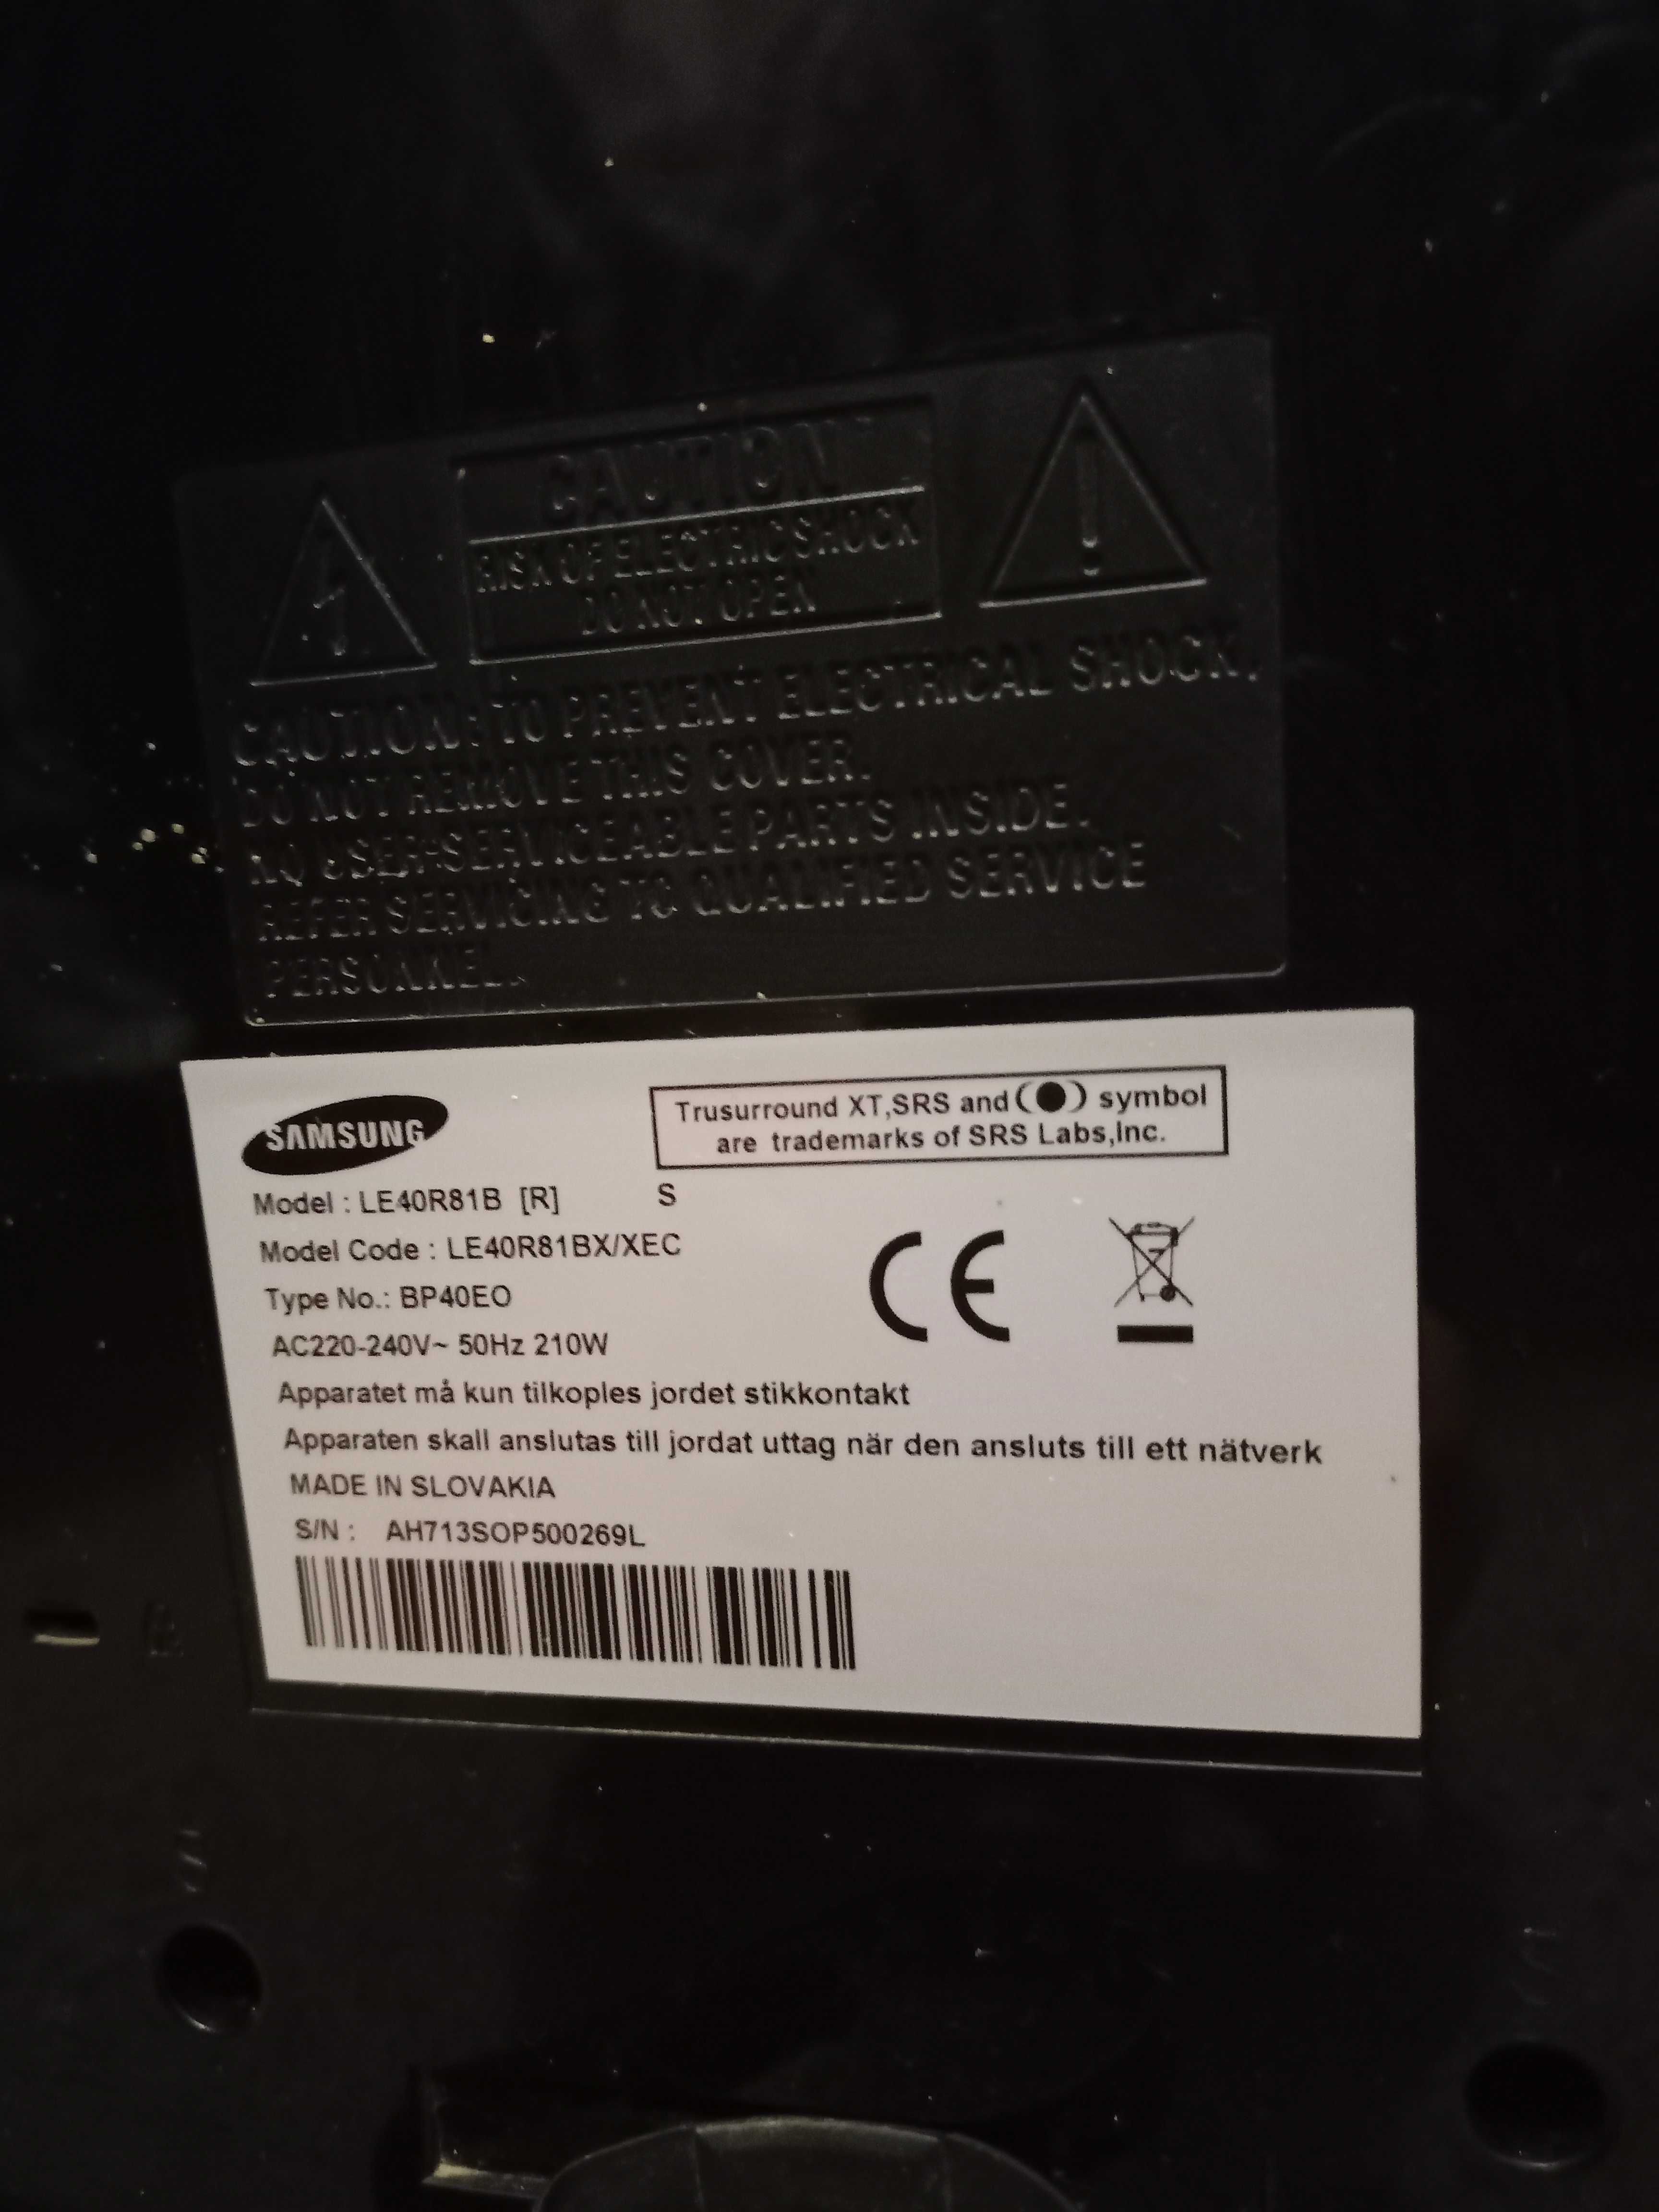 CAUTION
RISK OF ELECTRIC SHOCK
DO NOT OPEN
CAUTION: TO PREVENT ELECTRICAL SHOCK,
DO NOT REMOVE THIS COVER.
NO USER-SERVICEABLE PARTS INSIDE.
REFER SERVICING TO QUALIFIED SERVICE
PERSONNEL.
SAMSUNG
Trusurround XT,SRS and (●) symbol
are trademarks of SRS Labs,Inc.
Model : LE40R81B [R] S
Model Code : LE40R81BX/XEC
Type No.: BP40EO
AC220-240V~ 50Hz 210W
CE
Apparatet må kun tilkoples jordet stikkontakt
Apparaten skall anslutas till jordat uttag när den ansluts till ett nätverk
MADE IN SLOVAKIA
S/N : AH713SOP500269L